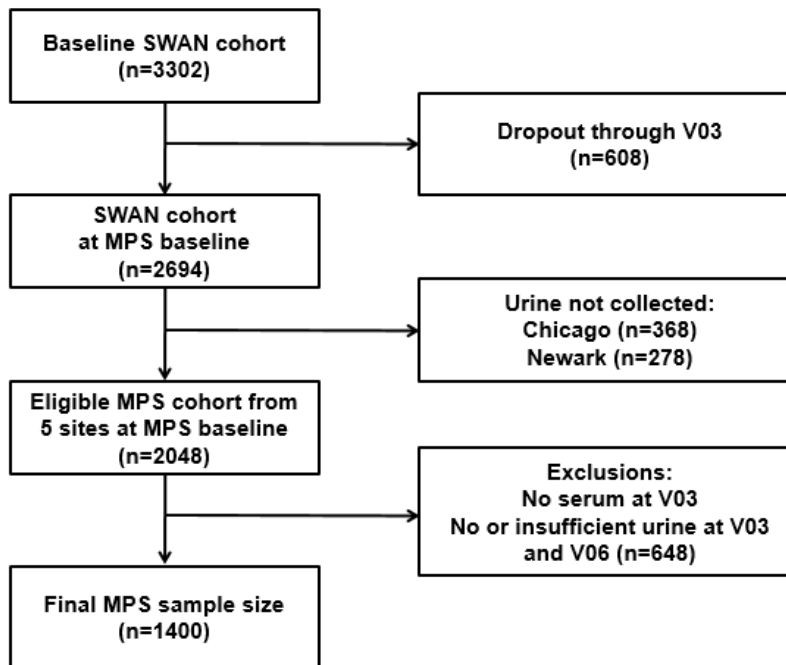 Baseline SWAN cohort
(n=3302)
Dropout through V03
(n=608)
SWAN cohort
at MPS baseline
(n=2694)
Urine not collected:
Chicago (n=368)
Newark (n=278)
Eligible MPS cohort from
5 sites at MPS baseline
(n=2048)
Exclusions:
No serum at V03
No or insufficient urine at V03
and V06 (n=648)
Final MPS sample size
(n=1400)